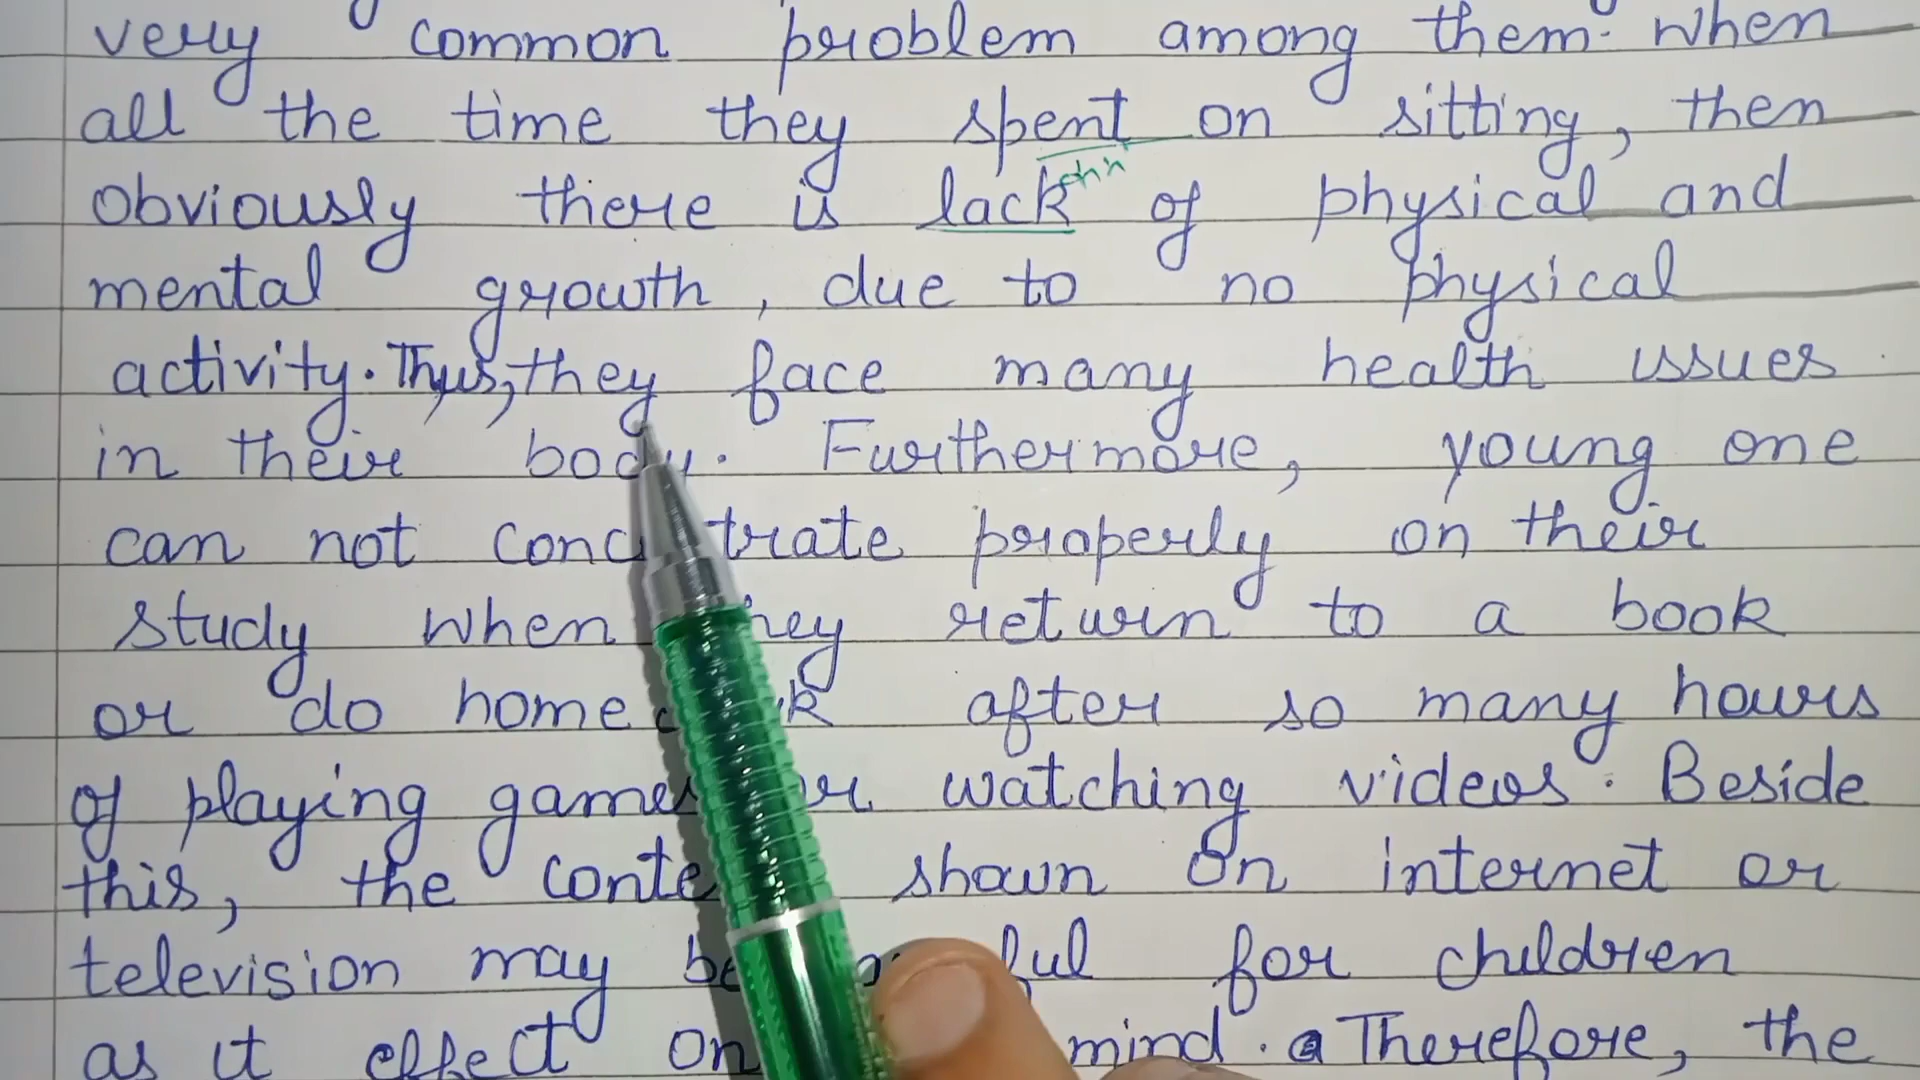 very common problem among them. when
all the time they spent on sitting, then
obviously there is lack of physical and
mental growth, due to no physical
activity. Thus, they face many health issues
in their body. Furthermore, young one
can not properly on their
study when return to a book
or do after so many hours
of playing games or watching videos. Beside
this, the shown on internet or
television may be for children
as it effect on mind. Therefore, the